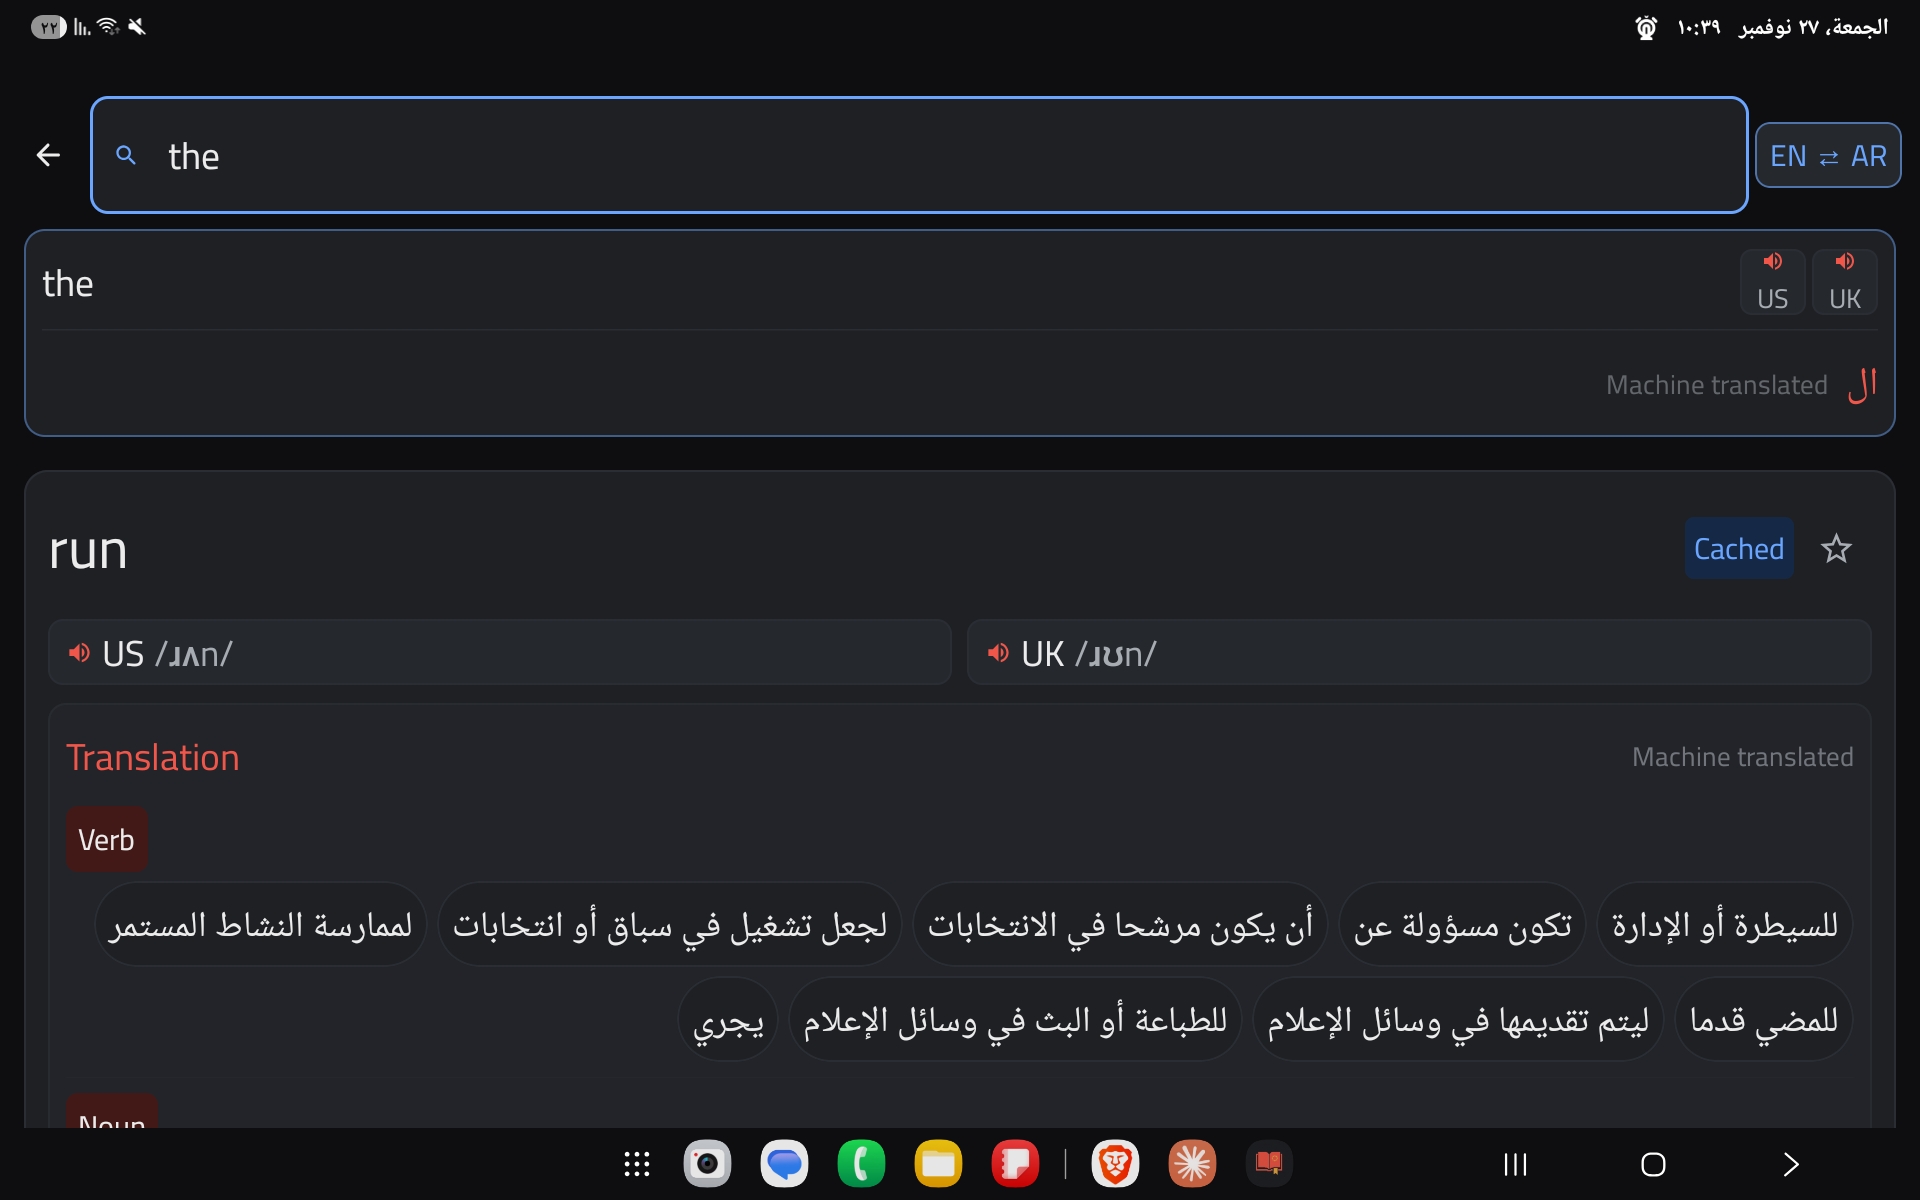 ٢٢
الجمعة، ٢٧ نوفمبر ١٠:٣٩
the
EN ⇄ AR
the
US UK
ال Machine translated
run
Cached
US /ɹʌn/
UK /ɹʊn/
Translation
Machine translated
Verb
للسيطرة أو الإدارة
تكون مسؤولة عن
أن يكون مرشحا في الانتخابات
لجعل تشغيل في سباق أو انتخابات
لممارسة النشاط المستمر
للمضي قدما
ليتم تقديمها في وسائل الإعلام
للطباعة أو البث في وسائل الإعلام
يجري
Noun